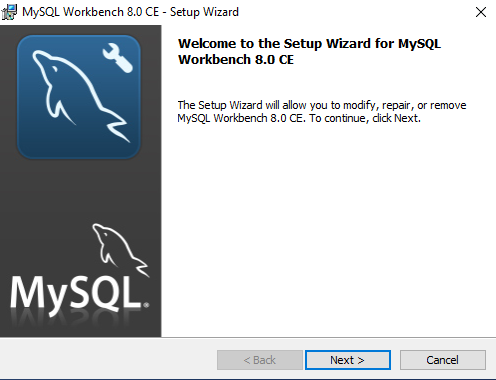 MySQL Workbench 8.0 CE - Setup Wizard
Welcome to the Setup Wizard for MySQL
Workbench 8.0 CE
The Setup Wizard will allow you to modify, repair, or remove
MySQL Workbench 8.0 CE. To continue, click Next.
MySQL®
< Back
Next >
Cancel